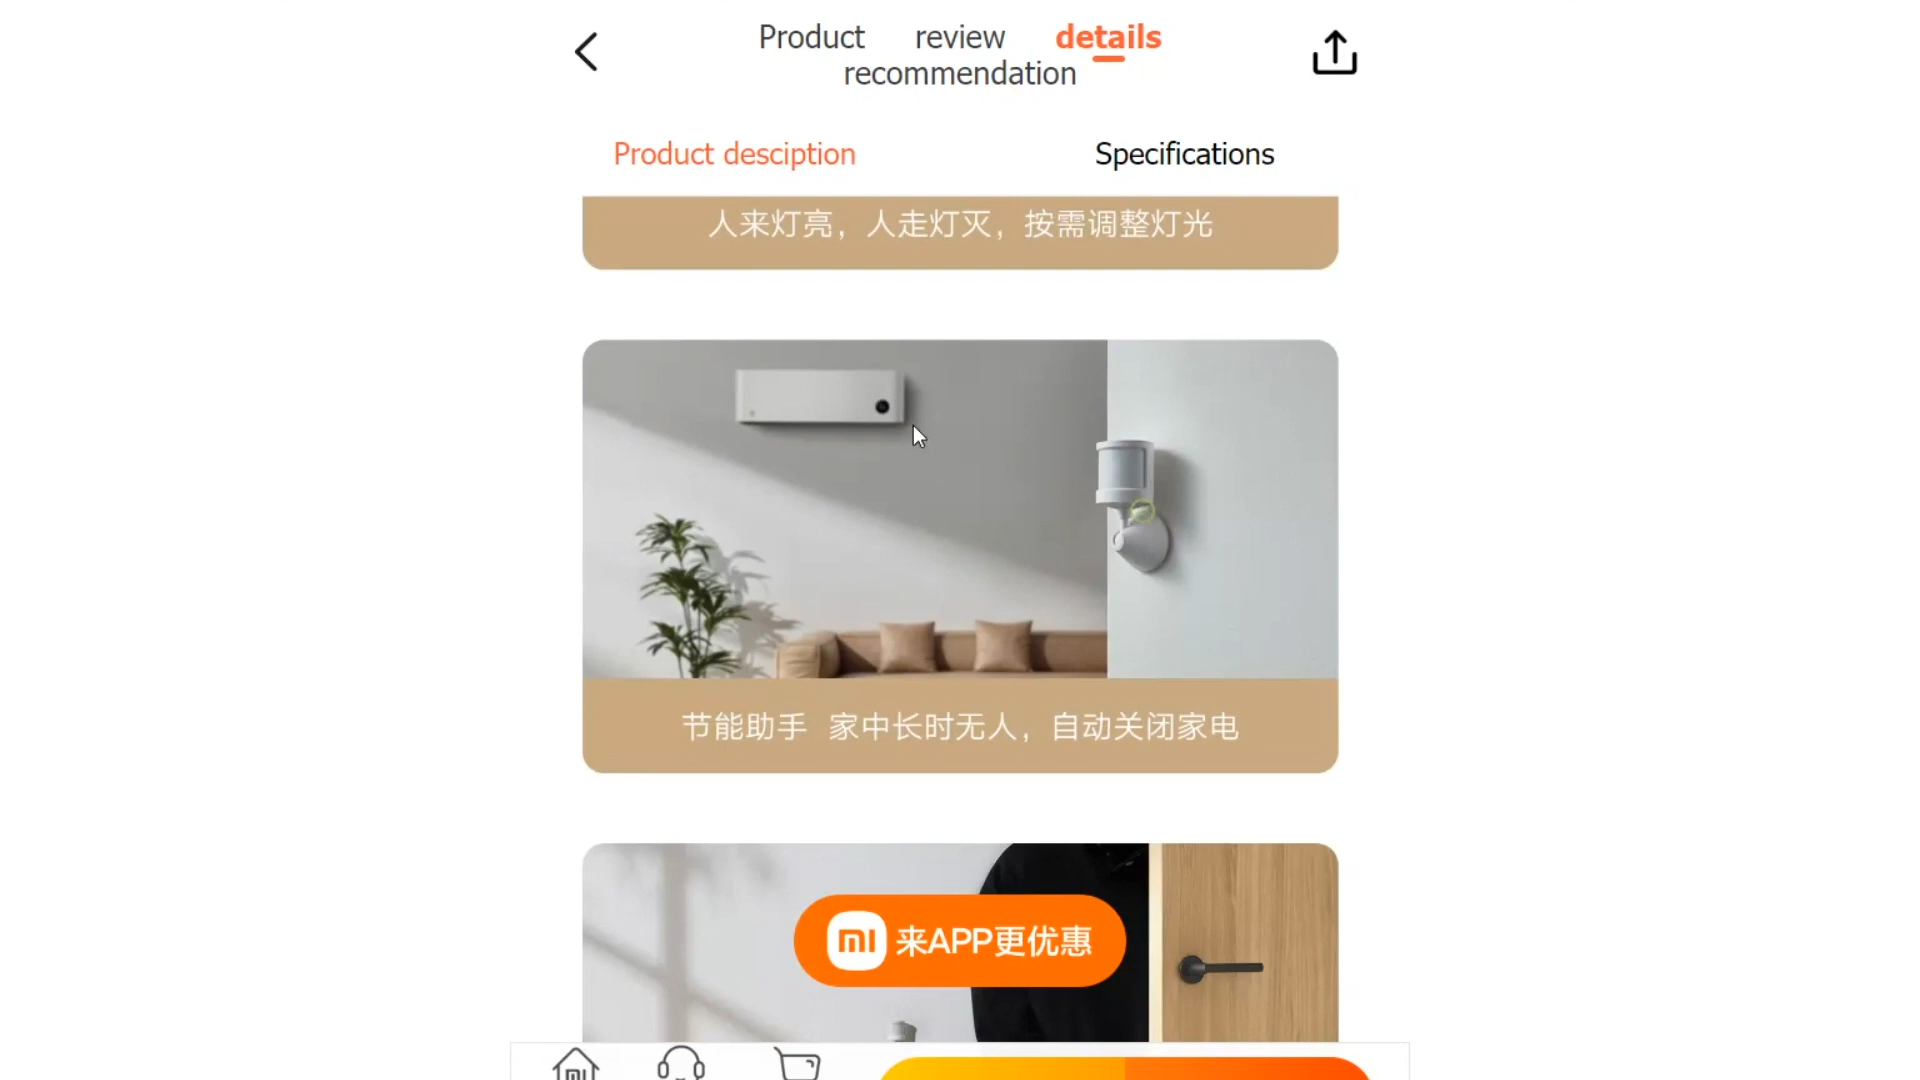 Product review details
recommendation
Product desciption Specifications
人来灯亮，人走灯灭，按需调整灯光
节能助手 家中长时无人，自动关闭家电
mi 来APP更优惠
mi